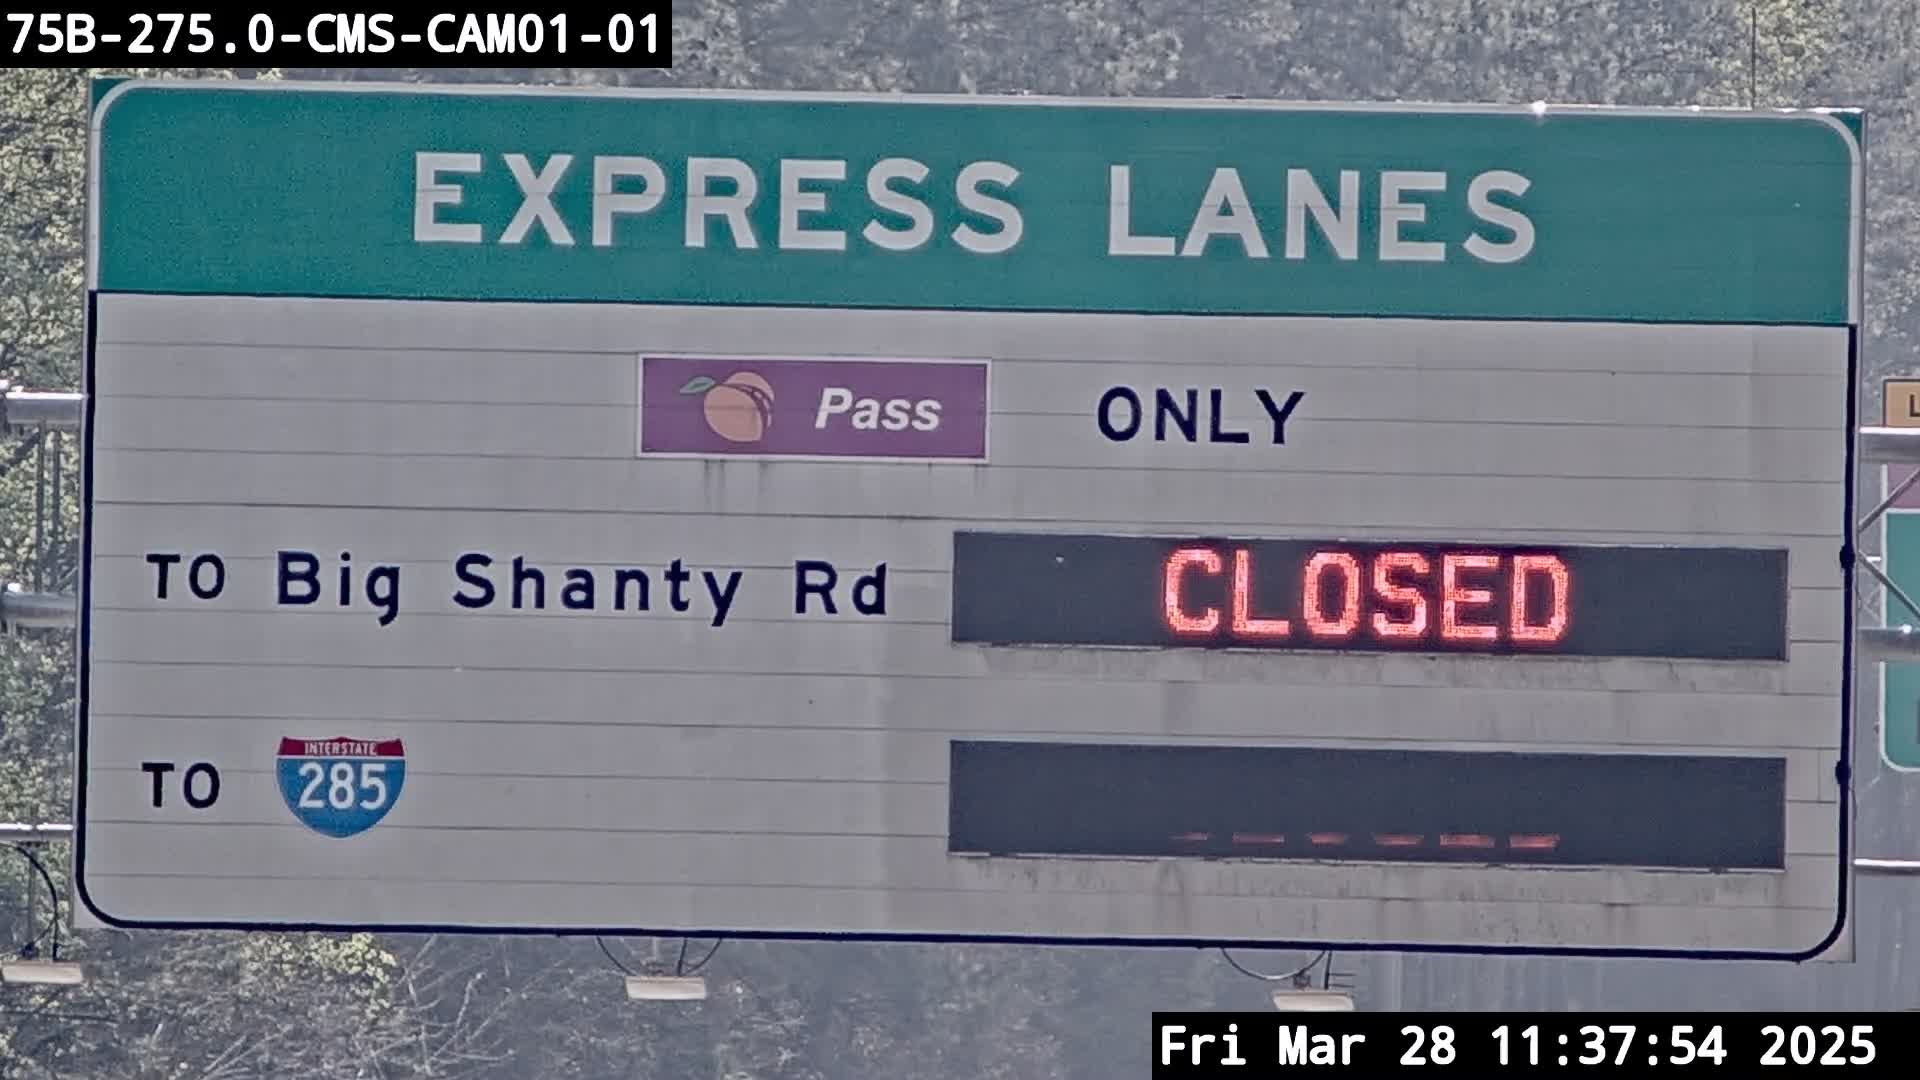 75B-275.0-CMS-CAM01-01
EXPRESS LANES
Pass ONLY
TO Big Shanty Rd CLOSED
TO INTERSTATE 285
Fri Mar 28 11:37:54 2025